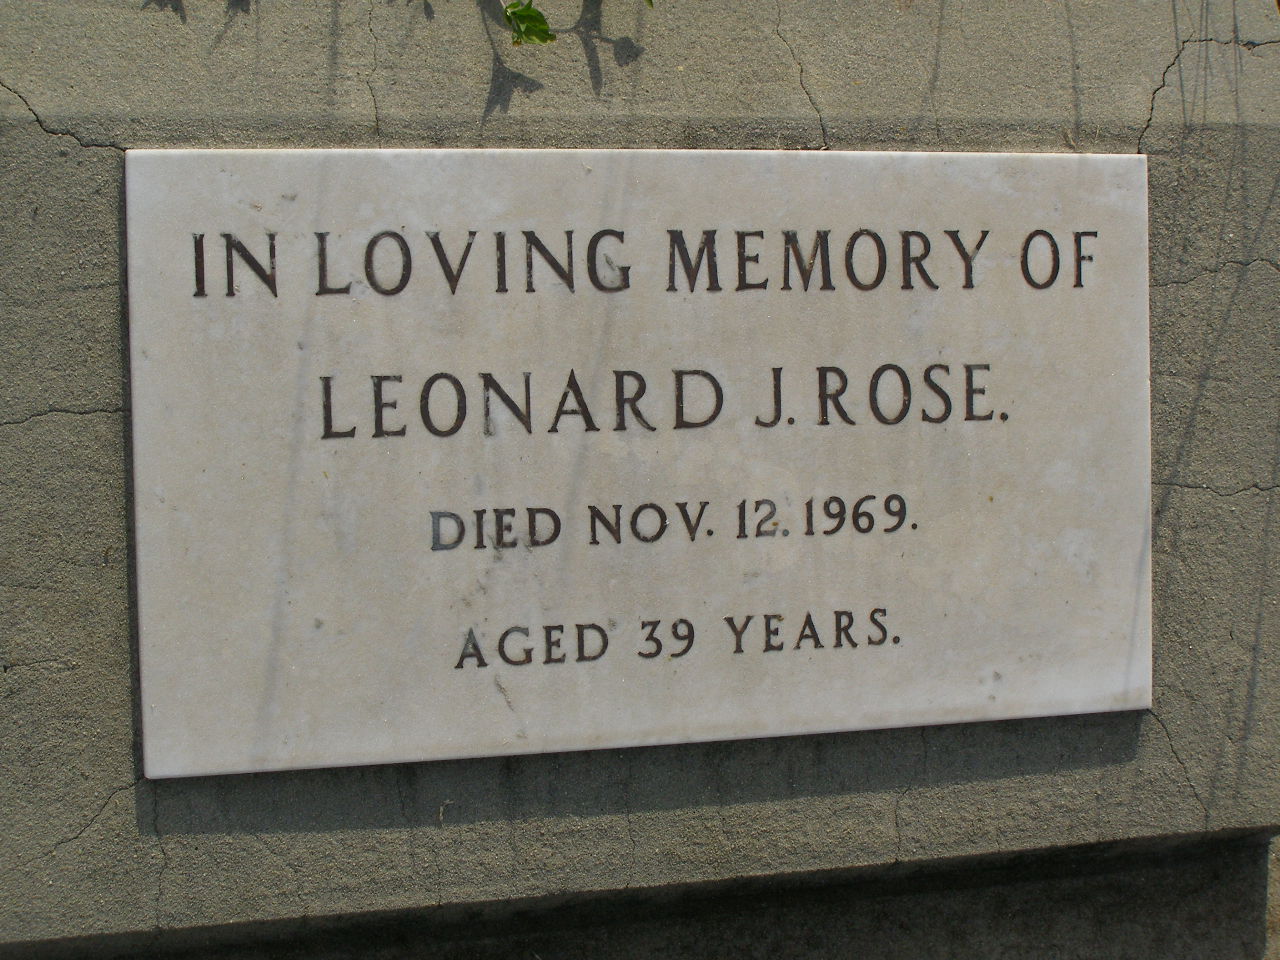 IN LOVING MEMORY OF
LEONARD J. ROSE.
DIED NOV. 12. 1969.
AGED 39 YEARS.